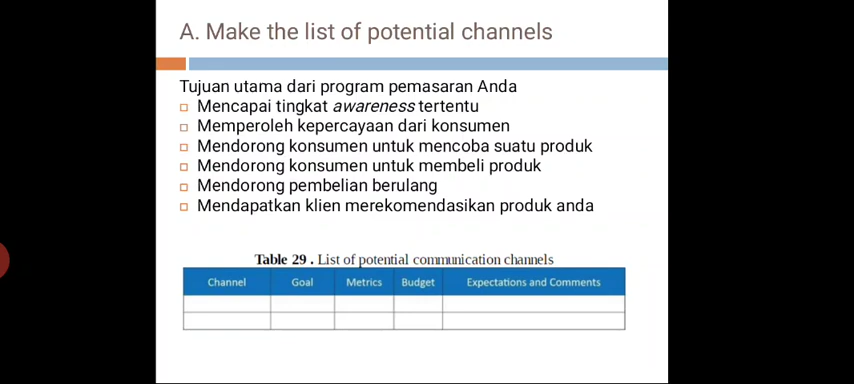 A. Make the list of potential channels
Tujuan utama dari program pemasaran Anda
Mencapai tingkat awareness tertentu
Memperoleh kepercayaan dari konsumen
Mendorong konsumen untuk mencoba suatu produk
Mendorong konsumen untuk membeli produk
Mendorong pembelian berulang
Mendapatkan klien merekomendasikan produk anda
Table 29 . List of potential communication channels
Channel Goal Metrics Budget Expectations and Comments